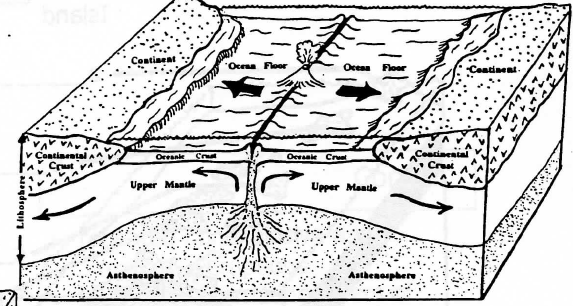 Continent
Ocean Floor
Ocean Floor
Continent
Continental
Crust
Oceanic Crust
Oceanic Crust
Continental
Crust
Upper Mantle
Upper Mantle
Lithosphere
Asthenosphere
Asthenosphere
Island